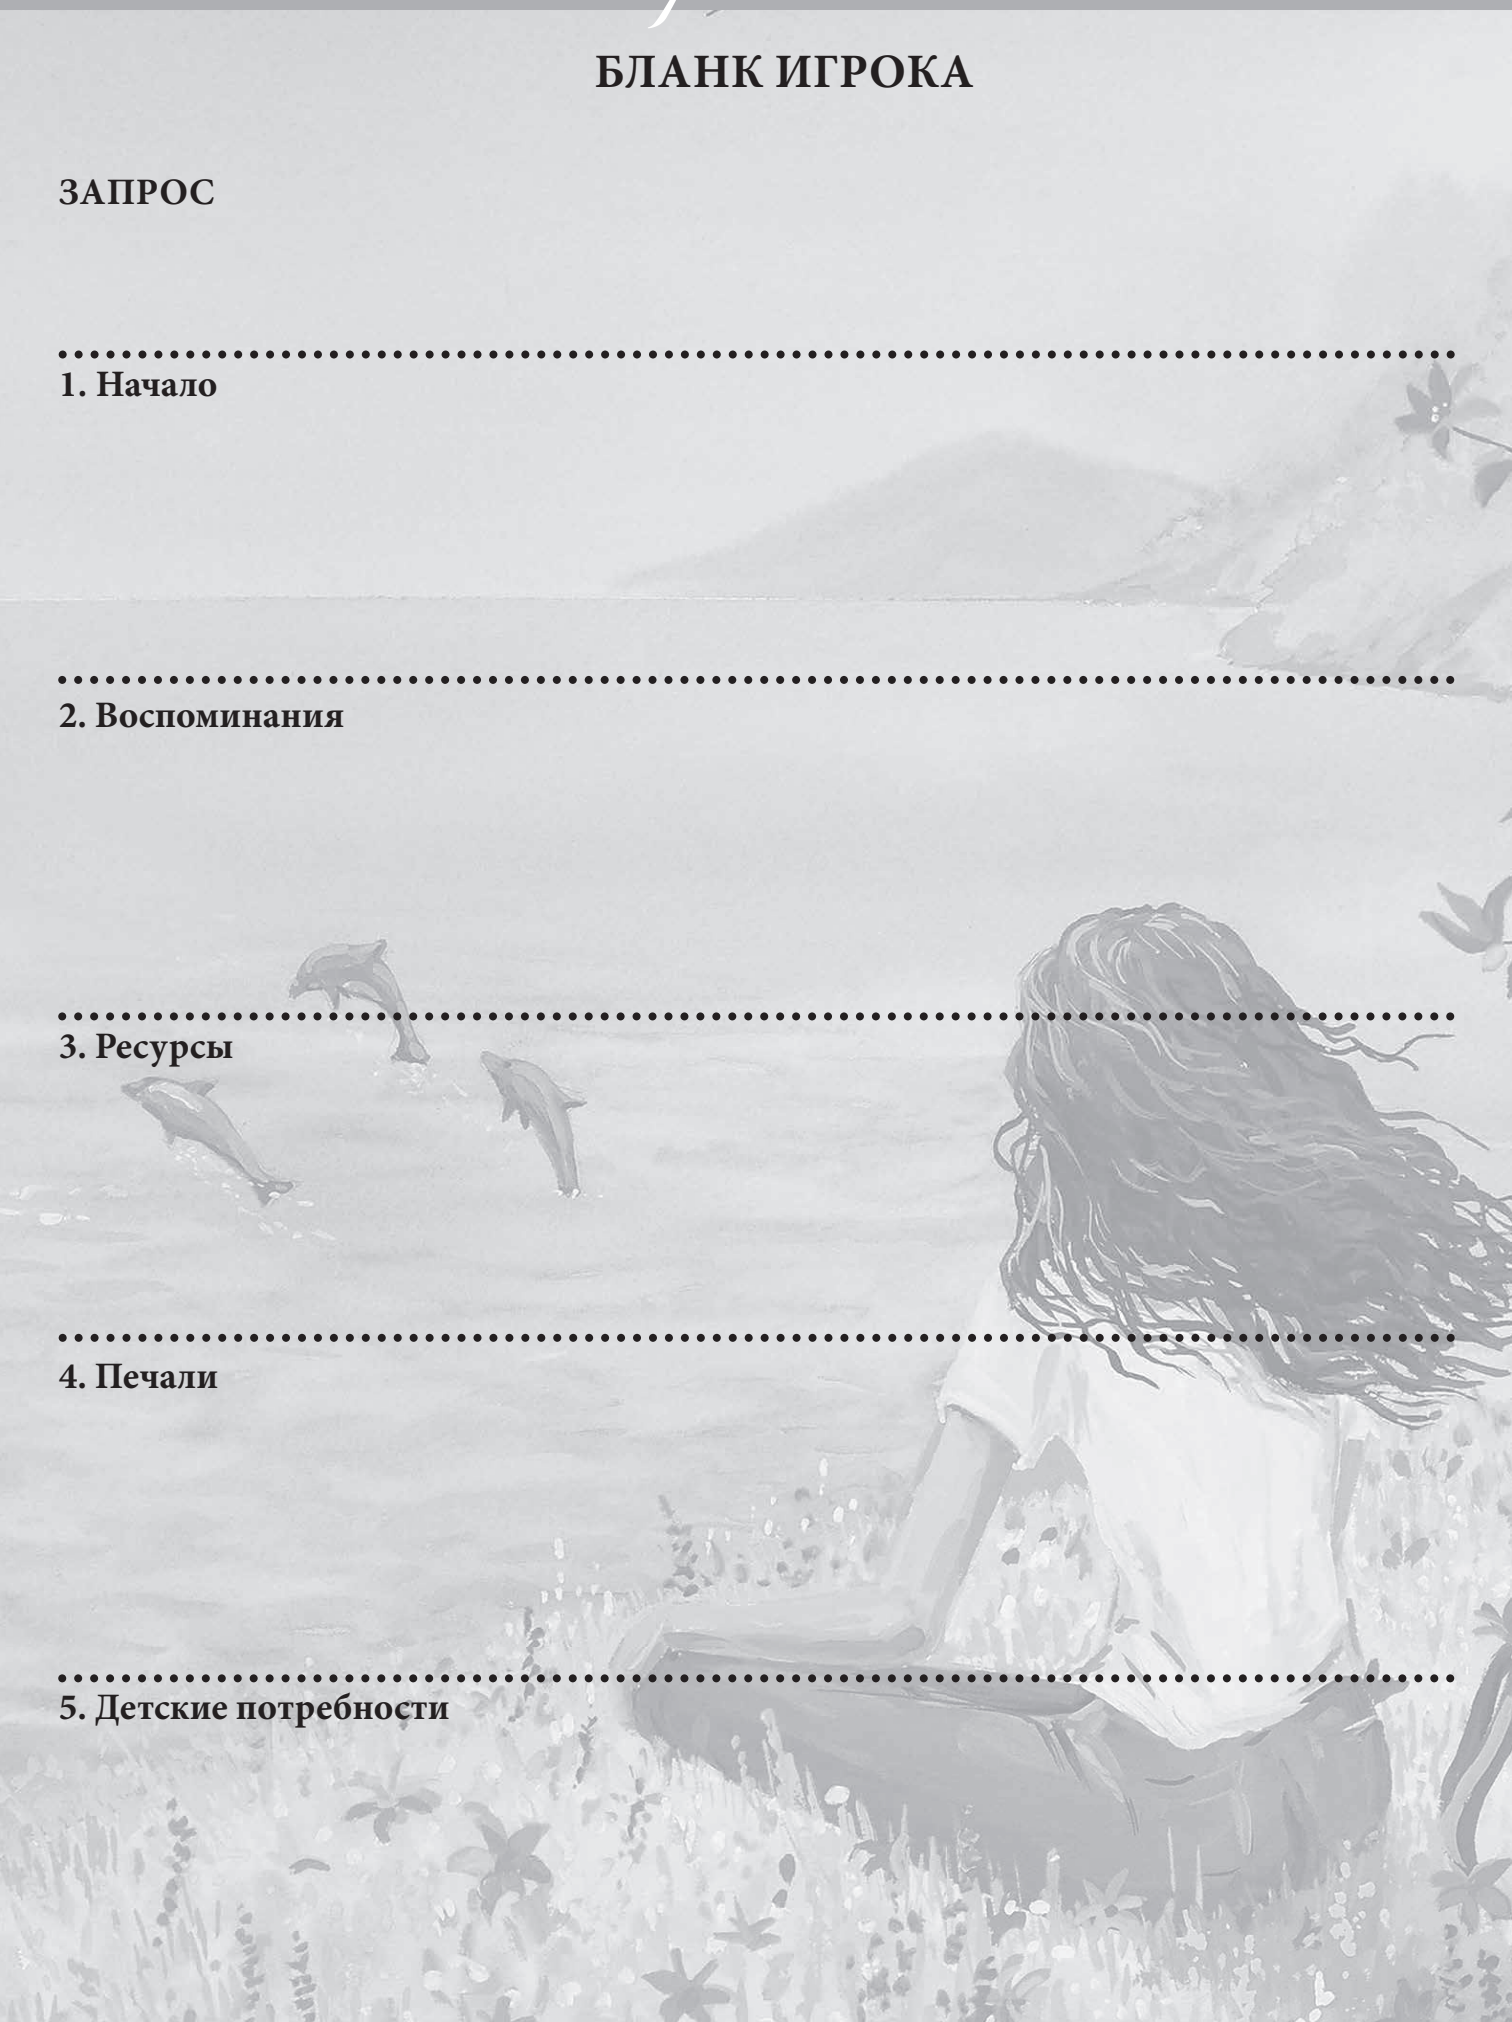 БЛАНК ИГРОКА
ЗАПРОС
1. Начало
2. Воспоминания
3. Ресурсы
4. Печали
5. Детские потребности